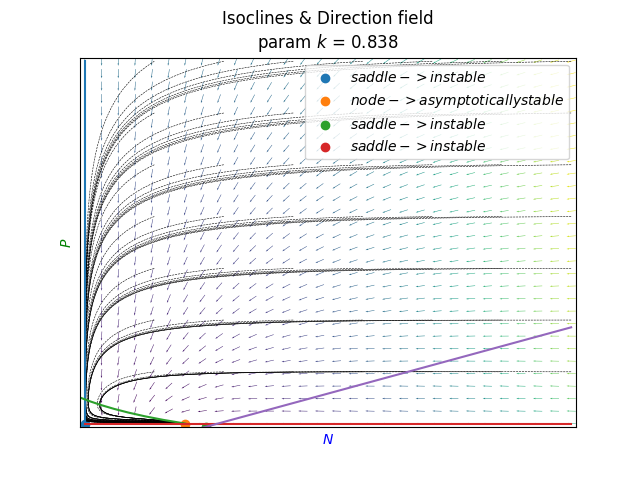 Isoclines & Direction field
param k = 0.838
saddle−>instable
node−>asymptoticallystable
saddle−>instable
saddle−>instable
P
N